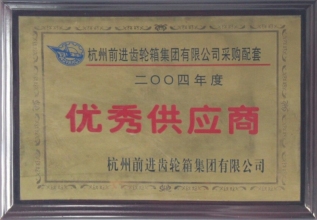 杭州前进齿轮箱集团有限公司采购配套
二〇〇四年度
优秀供应商
杭州前进齿轮箱集团有限公司